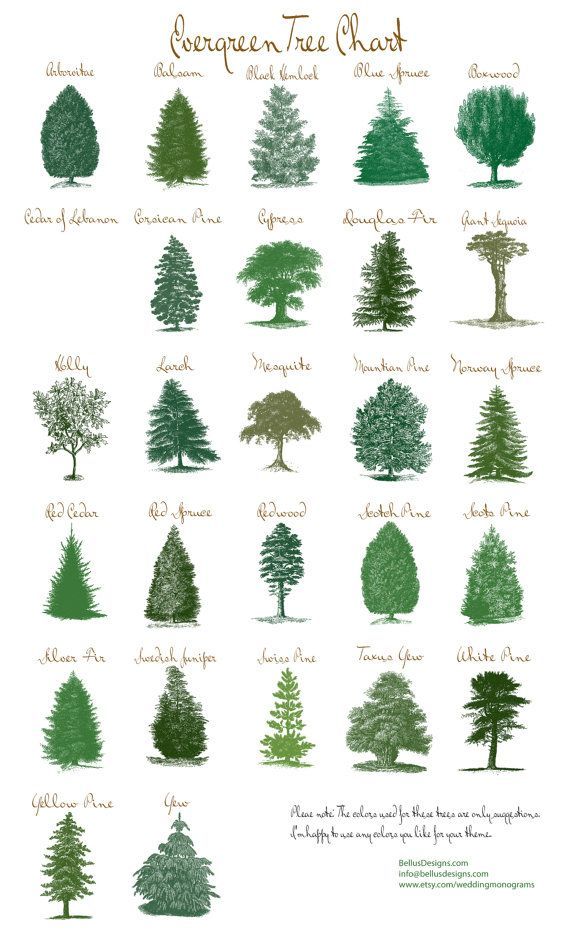 Evergreen Tree Chart
Arborvitae Balsam Black Hemlock Blue Spruce Boxwood
Cedar of Lebanon Corsican Pine Cypress Douglas Fir Giant Sequoia
Holly Larch Mesquite Mountian Pine Norway Spruce
Red Cedar Red Spruce Redwood Scotch Pine Scots Pine
Silver Fir Swedish Juniper Swiss Pine Taxus Yew White Pine
Yellow Pine Yew
Pleae note: The colors used for these trees are only suggestions;
I'm happy to use any colors you like for your theme.
BellusDesigns.com
info@bellusdesigns.com
www.etsy.com/weddingmonograms